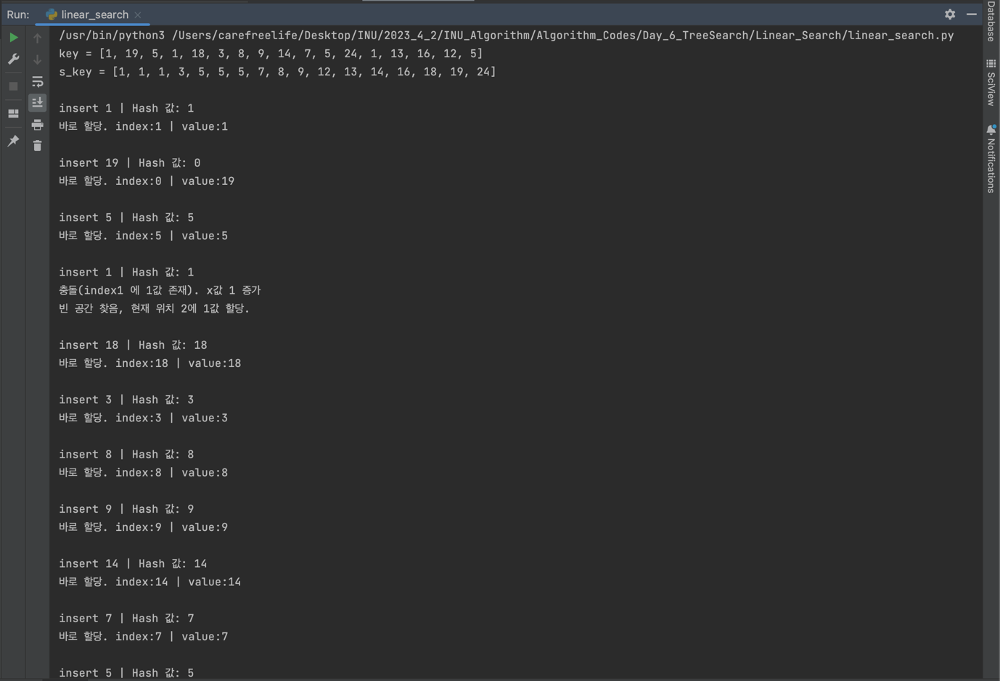 Run: linear_search
/usr/bin/python3 /Users/carefreelife/Desktop/INU/2023_4_2/INU_Algorithm/Algorithm_Codes/Day_6_TreeSearch/Linear_Search/linear_search.py
key = [1, 19, 5, 1, 18, 3, 8, 9, 14, 7, 5, 24, 1, 13, 16, 12, 5]
s_key = [1, 1, 1, 3, 5, 5, 5, 7, 8, 9, 12, 13, 14, 16, 18, 19, 24]
insert 1 | Hash 값: 1
바로 할당. index:1 | value:1
insert 19 | Hash 값: 0
바로 할당. index:0 | value:19
insert 5 | Hash 값: 5
바로 할당. index:5 | value:5
insert 1 | Hash 값: 1
충돌(index1 에 1값 존재). x값 1 증가
빈 공간 찾음, 현재 위치 2에 1값 할당.
insert 18 | Hash 값: 18
바로 할당. index:18 | value:18
insert 3 | Hash 값: 3
바로 할당. index:3 | value:3
insert 8 | Hash 값: 8
바로 할당. index:8 | value:8
insert 9 | Hash 값: 9
바로 할당. index:9 | value:9
insert 14 | Hash 값: 14
바로 할당. index:14 | value:14
insert 7 | Hash 값: 7
바로 할당. index:7 | value:7
insert 5 | Hash 값: 5
Database
SciView
Notifications